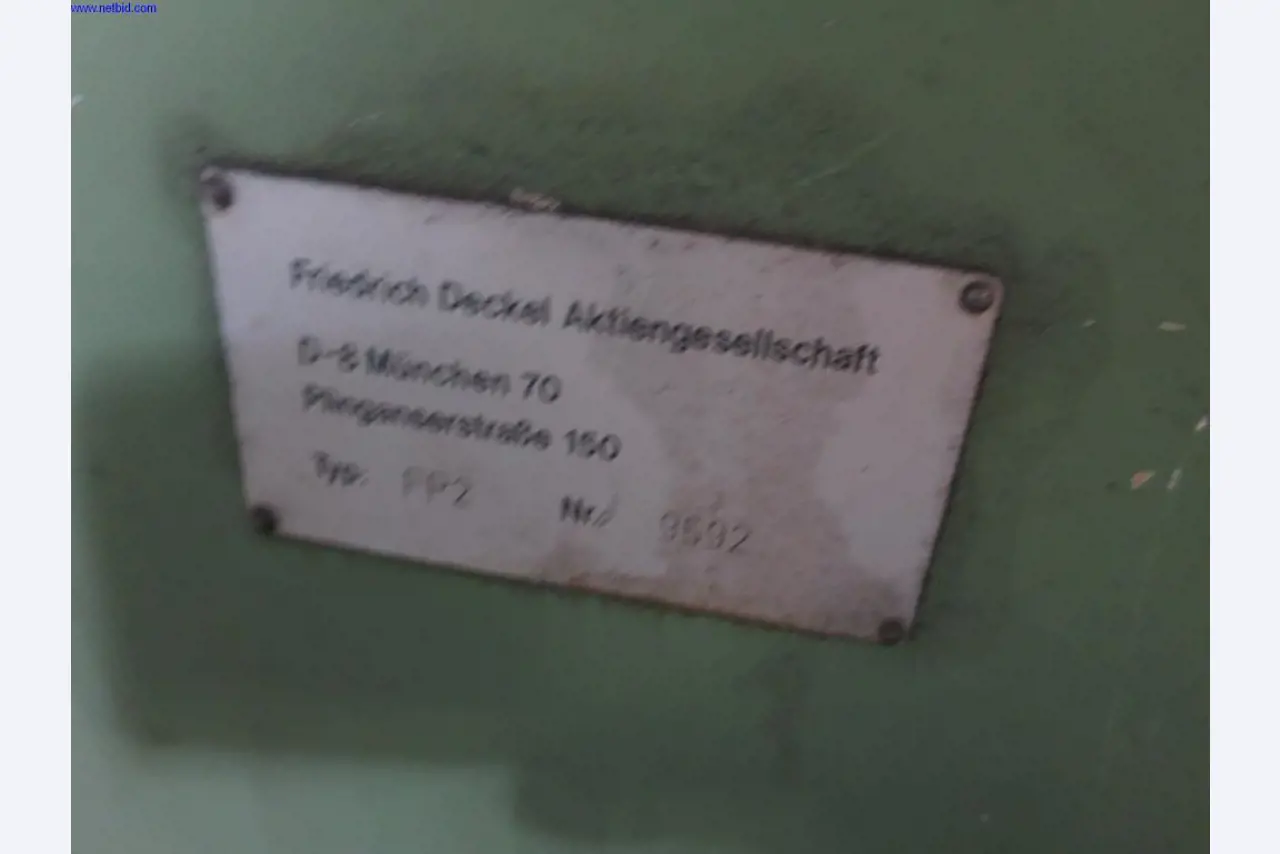 www.netbid.com
Friedrich Deckel Aktiengesellschaft
D-8 München 70
Plinganserstraße 150
Typ: FP2 Nr.: 9592